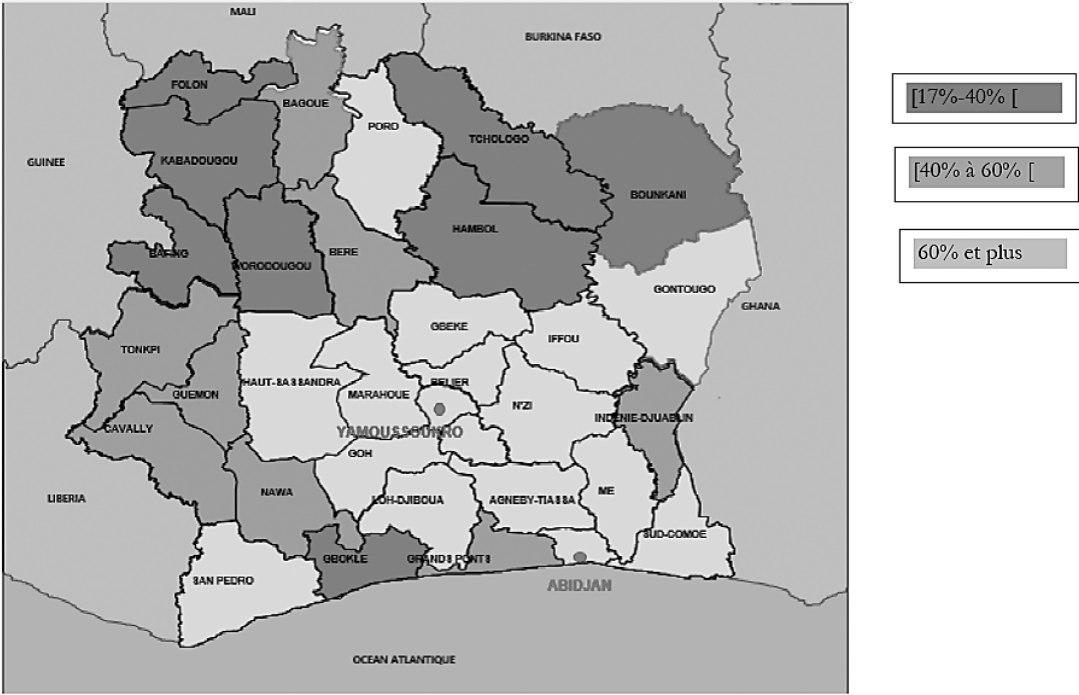 MALI
BURKINA FASO
FOLON
[17%-40% [
BAGOUE
PORO
TCHOLOGO
GUINEE
KABADOUGOU
[40% à 60% [
BOUNKANI
HAMBOL
BAFING
WORODOUGOU
BERE
60% et plus
GONTOUGO
GHANA
GBEKE
IFFOU
TONKPI
HAUT-SASSANDRA
BELIER
GUEMON
MARAHOUE
N'ZI
INDENIE-DJUABLIN
CAVALLY
YAMOUSSOUKRO
GOH
LIBERIA
NAWA
LOH-DJIBOUA
AGNEBY-TIASSA
ME
SUD-COMOE
GBOKLE
GRANDS PONTS
SAN PEDRO
ABIDJAN
OCEAN ATLANTIQUE